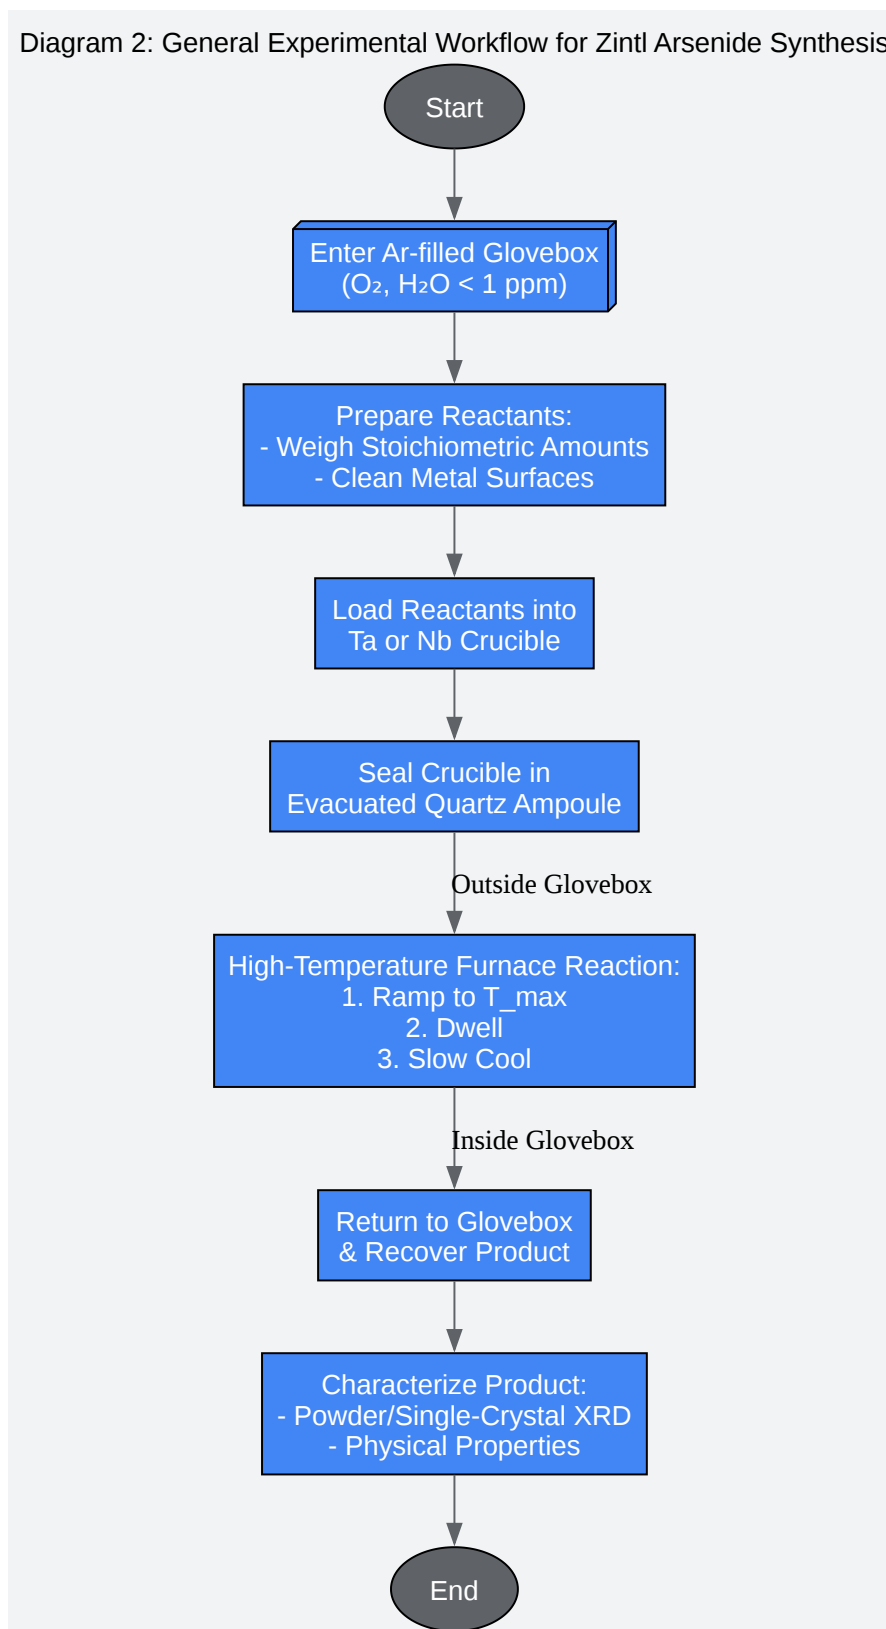 Diagram 2: General Experimental Workflow for Zintl Arsenide Synthesis
Start
Enter Ar-filled Glovebox
(O₂, H₂O < 1 ppm)
Prepare Reactants:
- Weigh Stoichiometric Amounts
- Clean Metal Surfaces
Load Reactants into
Ta or Nb Crucible
Seal Crucible in
Evacuated Quartz Ampoule
Outside Glovebox
High-Temperature Furnace Reaction:
1. Ramp to T_max
2. Dwell
3. Slow Cool
Inside Glovebox
Return to Glovebox
& Recover Product
Characterize Product:
- Powder/Single-Crystal XRD
- Physical Properties
End